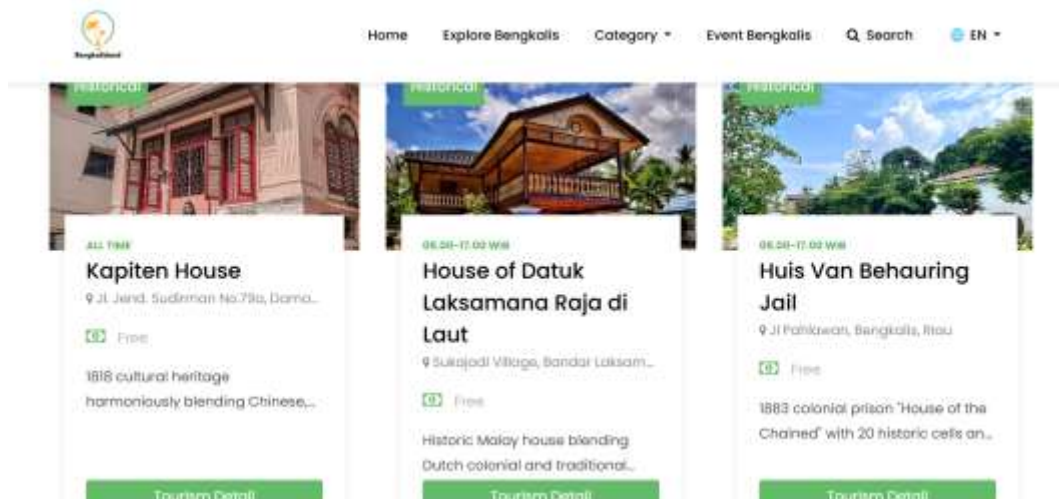 Home Explore Bengkalis Category Event Bengkalis Search EN
Bengkalisland
Historical Historical Historical
ALL TIME
Kapiten House
Jl. Jend. Sudirman No.79a, Dama...
Free
1818 cultural heritage
harmoniously blending Chinese,...
Tourism Detail
08.00-17.00 WIB
House of Datuk
Laksamana Raja di
Laut
Sukajadi Village, Bandar Laksam...
Free
Historic Malay house blending
Dutch colonial and traditional...
Tourism Detail
08.00-17.00 WIB
Huis Van Behauring
Jail
Jl Pahlawan, Bengkalis, Riau
Free
1883 colonial prison "House of the
Chained" with 20 historic cells an...
Tourism Detail